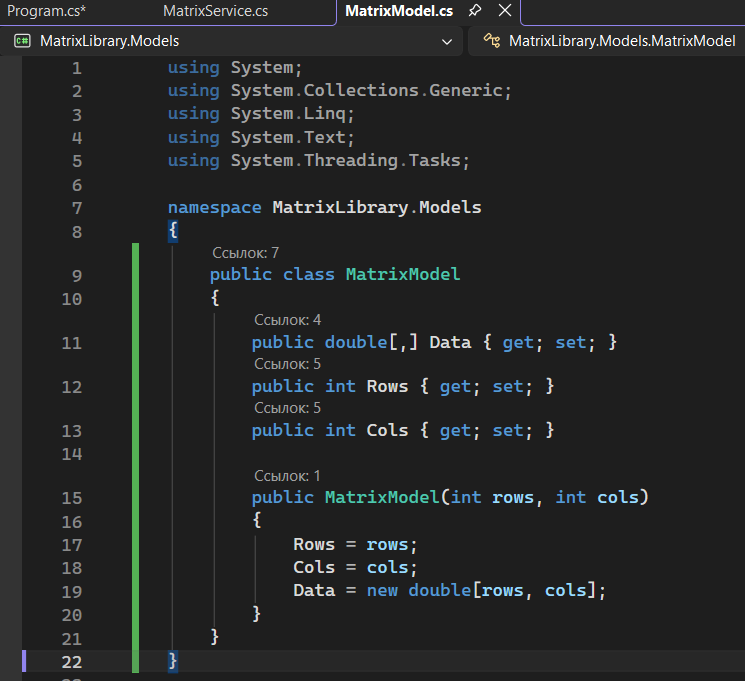 Program.cs* MatrixService.cs MatrixModel.cs
C# MatrixLibrary.Models MatrixLibrary.Models.MatrixModel
1 using System;
2 using System.Collections.Generic;
3 using System.Linq;
4 using System.Text;
5 using System.Threading.Tasks;
6
7 namespace MatrixLibrary.Models
8 {
Ссылок: 7
9 public class MatrixModel
10 {
Ссылок: 4
11 public double[,] Data { get; set; }
Ссылок: 5
12 public int Rows { get; set; }
Ссылок: 5
13 public int Cols { get; set; }
14
Ссылок: 1
15 public MatrixModel(int rows, int cols)
16 {
17 Rows = rows;
18 Cols = cols;
19 Data = new double[rows, cols];
20 }
21 }
22 }